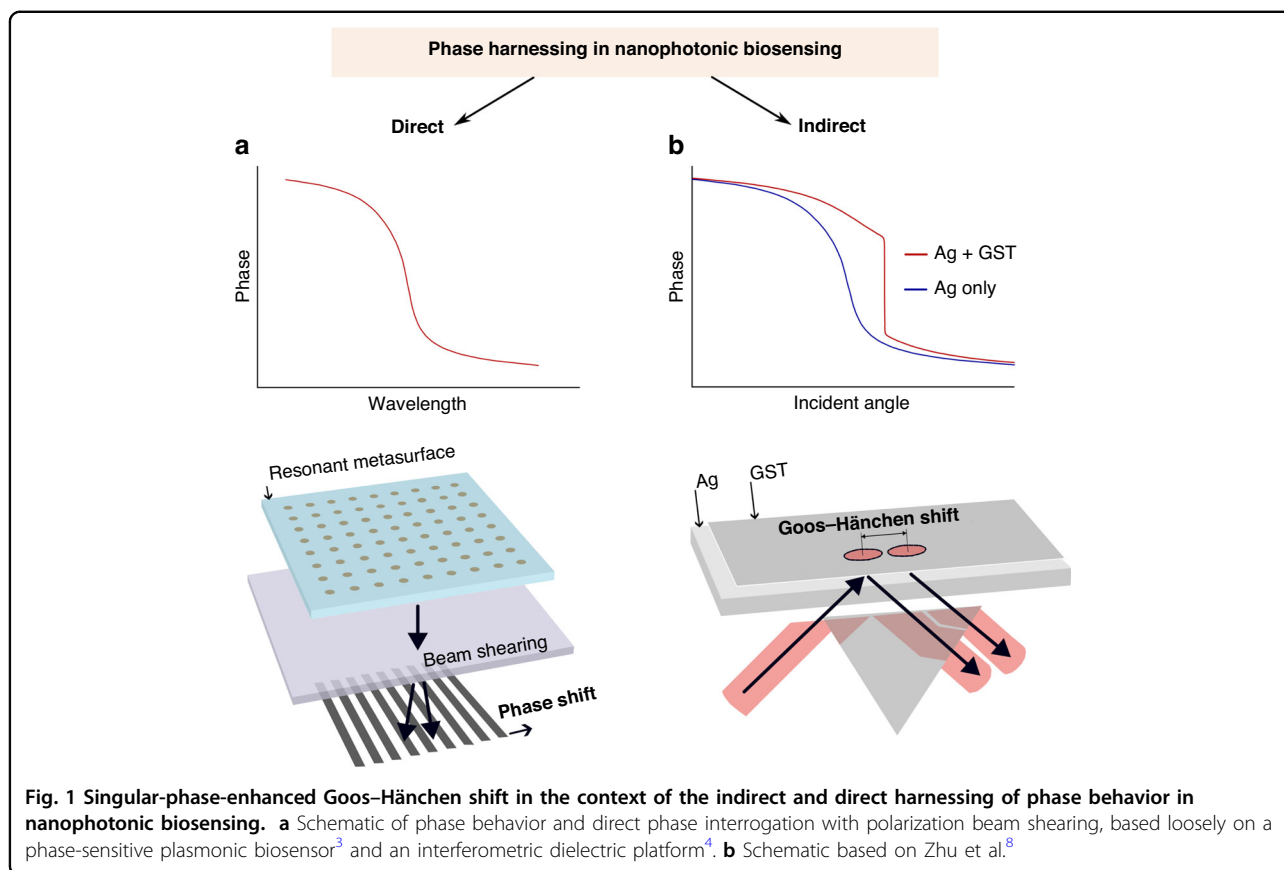 Phase harnessing in nanophotonic biosensing
Direct
Indirect
a
b
Phase
Wavelength
Phase
Ag + GST
Ag only
Incident angle
Resonant metasurface
Beam shearing
Phase shift
Ag
GST
Goos–Hänchen shift
Fig. 1 Singular-phase-enhanced Goos–Hänchen shift in the context of the indirect and direct harnessing of phase behavior in
nanophotonic biosensing. a Schematic of phase behavior and direct phase interrogation with polarization beam shearing, based loosely on a
phase-sensitive plasmonic biosensor3 and an interferometric dielectric platform4. b Schematic based on Zhu et al.8